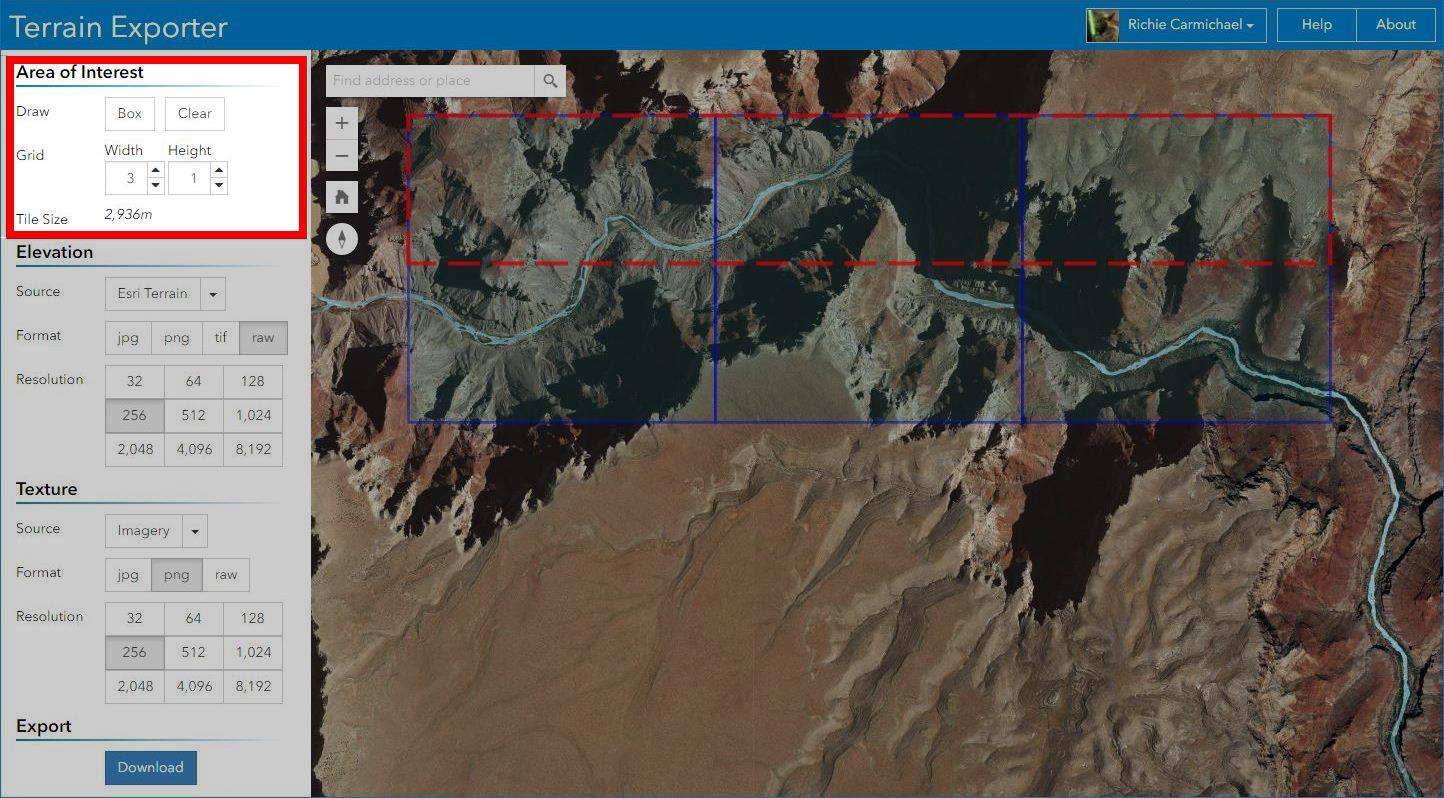 Terrain Exporter
Richie Carmichael
Help
About
Area of Interest
Draw
Box
Clear
Grid
Width
Height
3
1
Tile Size
2,936m
Elevation
Source
Esri Terrain
Format
jpg
png
tif
raw
Resolution
32
64
128
256
512
1,024
2,048
4,096
8,192
Texture
Source
Imagery
Format
jpg
png
raw
Resolution
32
64
128
256
512
1,024
2,048
4,096
8,192
Export
Download
Find address or place
+
−